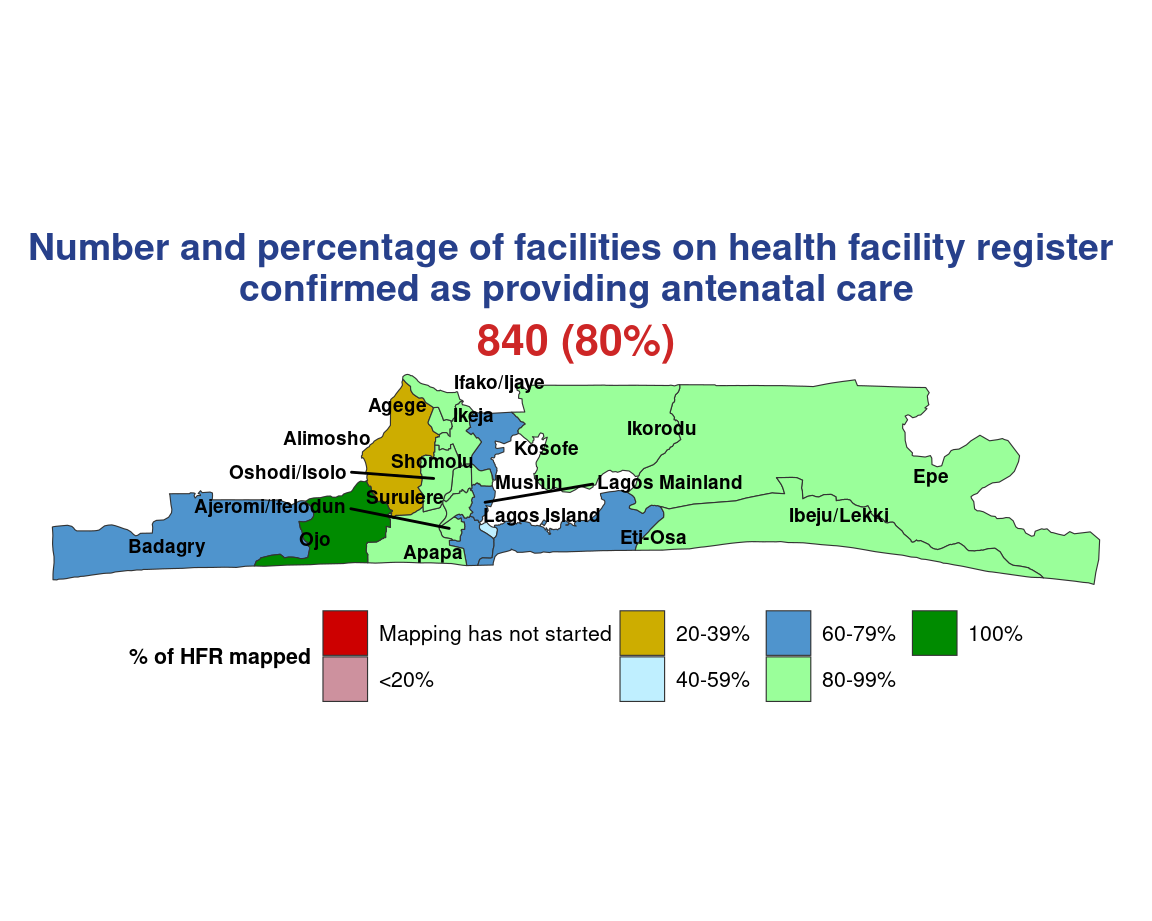 Number and percentage of facilities on health facility register
confirmed as providing antenatal care
840 (80%)
Ifako/Ijaye
Agege
Ikeja
Alimosho
Ikorodu
Kosofe
Shomolu
Oshodi/Isolo
Epe
Mushin
Lagos Mainland
Surulere
Ajeromi/Ifelodun
Lagos Island
Ibeju/Lekki
Ojo
Eti-Osa
Badagry
Apapa
% of HFR mapped
Mapping has not started
<20%
20-39%
40-59%
60-79%
80-99%
100%